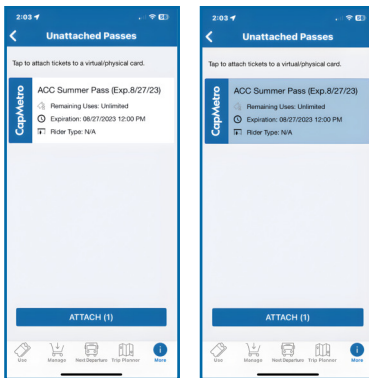 2:03
Unattached Passes
Tap to attach tickets to a virtual/physical card.
CapMetro
ACC Summer Pass (Exp.8/27/23)
Remaining Uses: Unlimited
Expiration: 08/27/2023 12:00 PM
Rider Type: N/A
ATTACH (1)
Use Manage Next Departure Trip Planner More
2:03
Unattached Passes
Tap to attach tickets to a virtual/physical card.
CapMetro
ACC Summer Pass (Exp.8/27/23)
Remaining Uses: Unlimited
Expiration: 08/27/2023 12:00 PM
Rider Type: N/A
ATTACH (1)
Use Manage Next Departure Trip Planner More